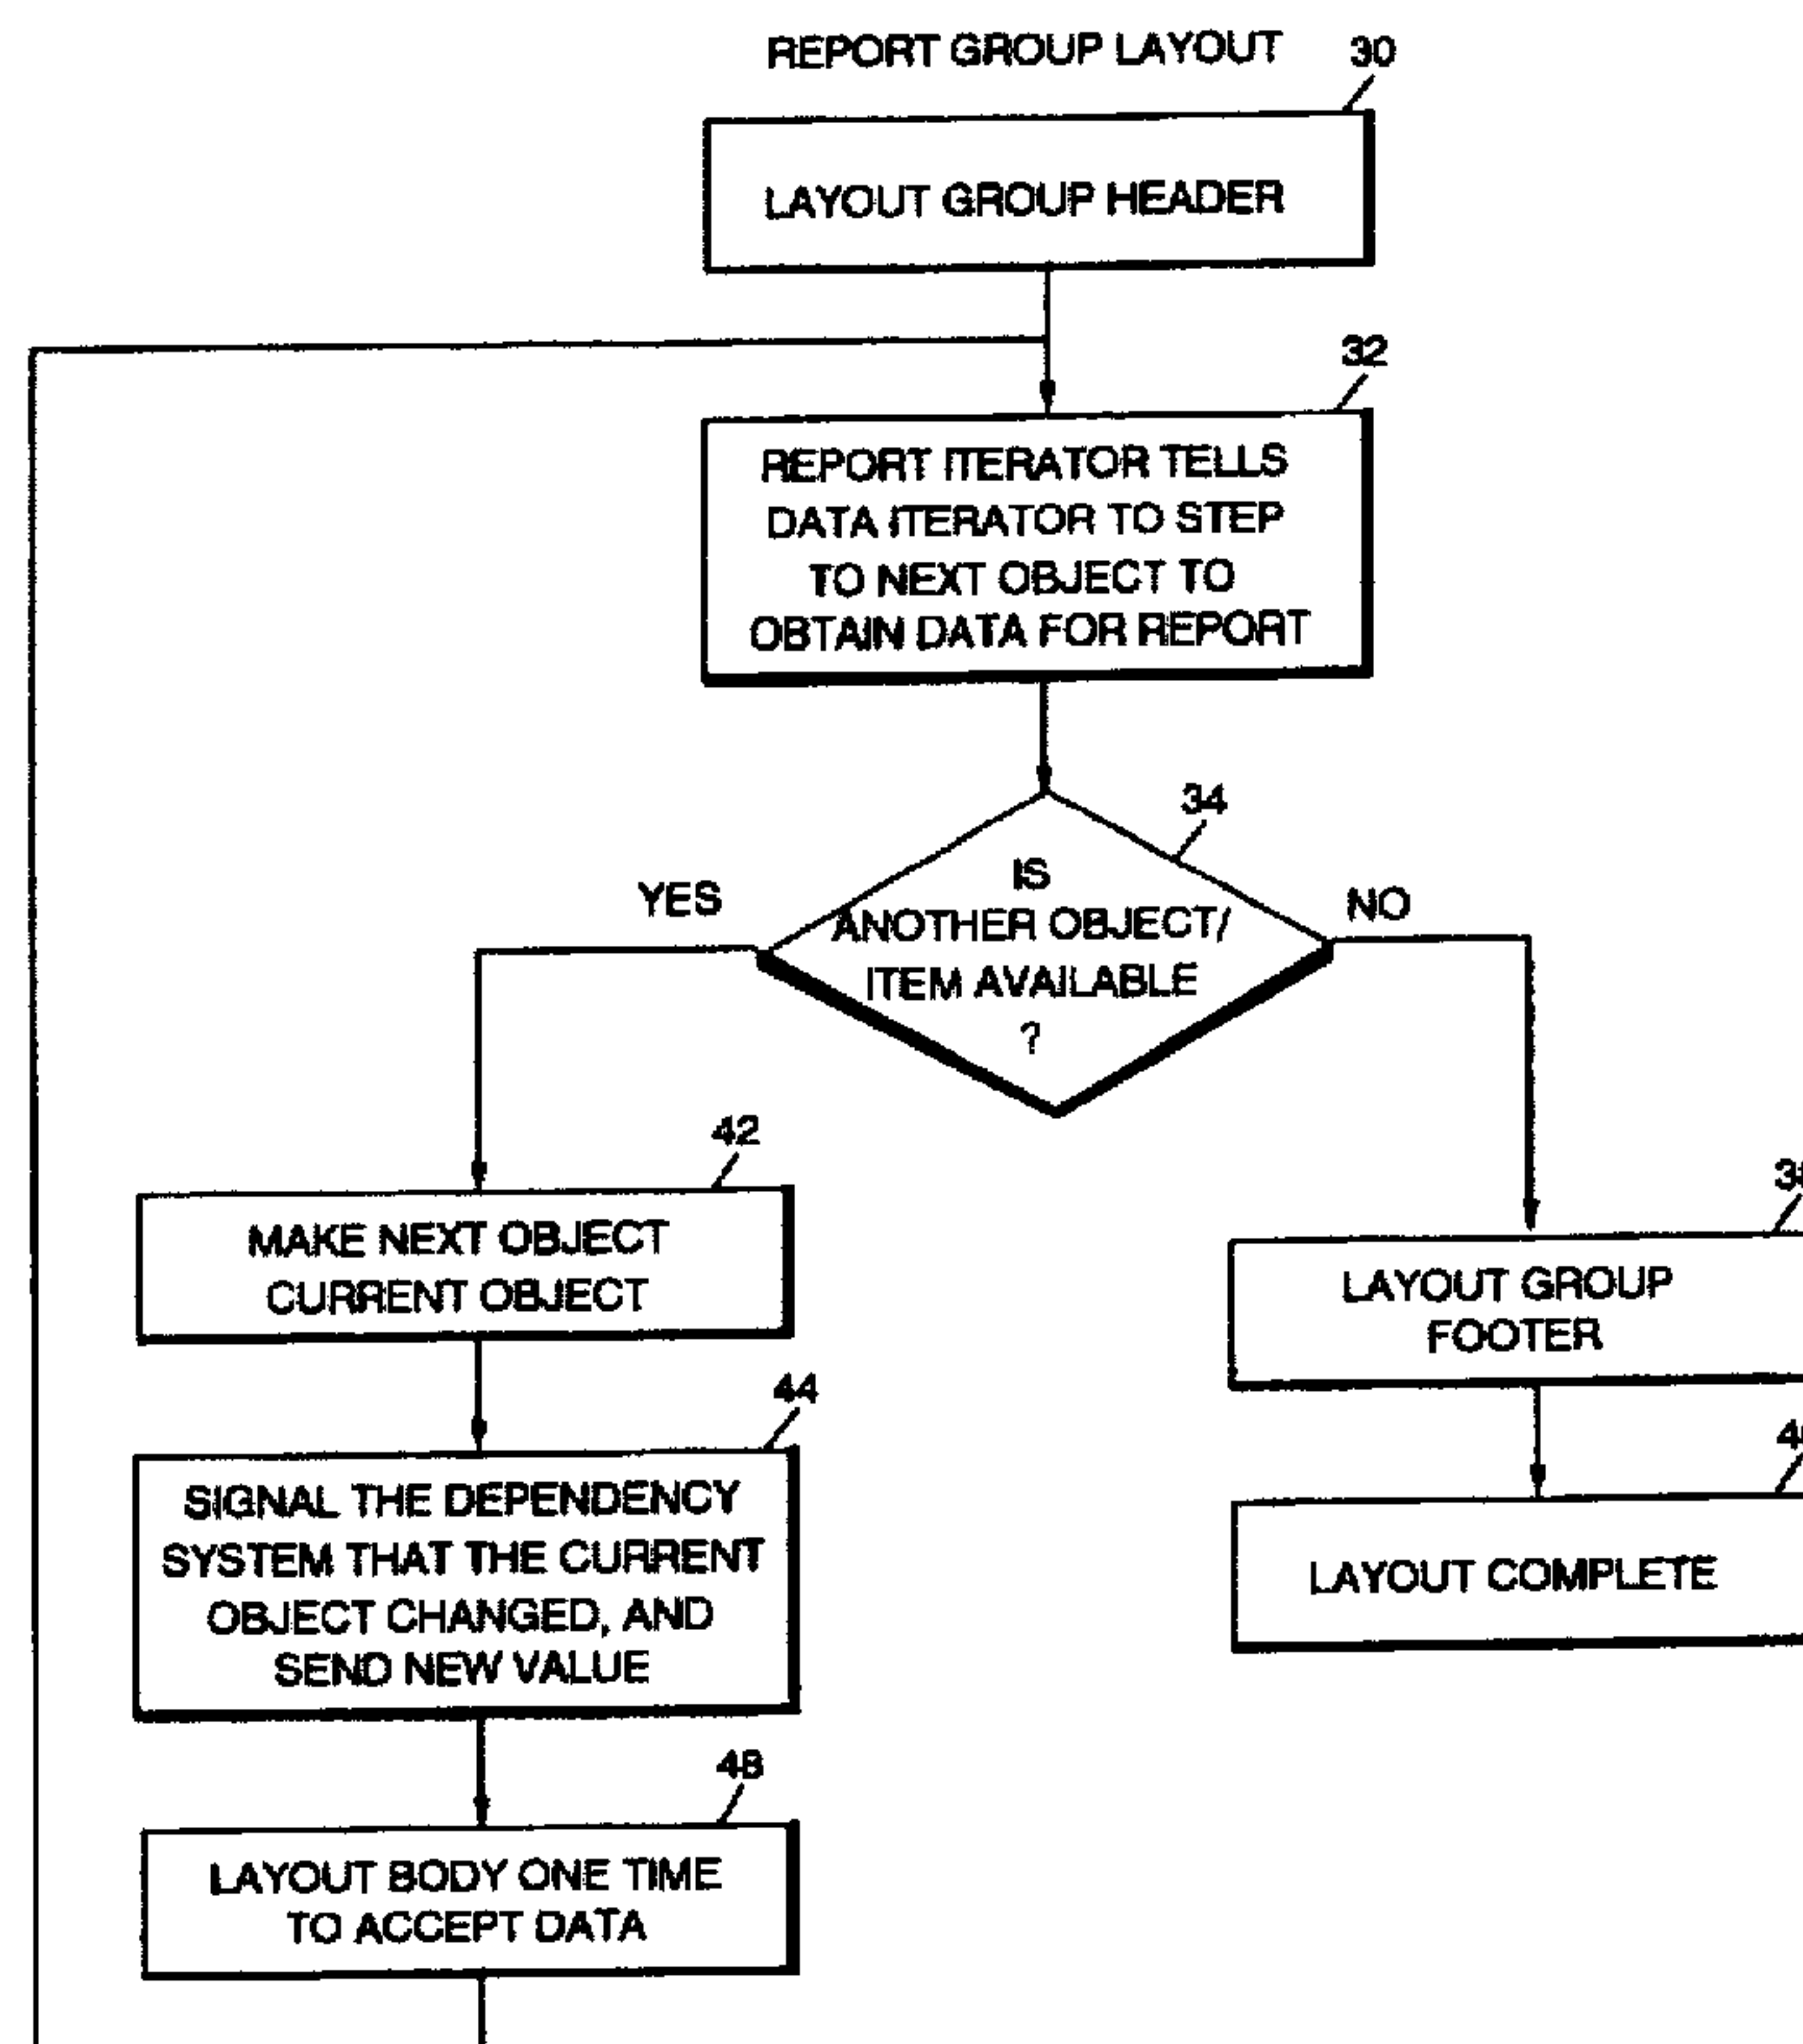 REPORT GROUP LAYOUT
30
LAYOUT GROUP HEADER
32
REPORT ITERATOR TELLS
DATA ITERATOR TO STEP
TO NEXT OBJECT TO
OBTAIN DATA FOR REPORT
34
IS
ANOTHER OBJECT/
ITEM AVAILABLE
?
YES
NO
42
MAKE NEXT OBJECT
CURRENT OBJECT
44
SIGNAL THE DEPENDENCY
SYSTEM THAT THE CURRENT
OBJECT CHANGED, AND
SEND NEW VALUE
48
LAYOUT BODY ONE TIME
TO ACCEPT DATA
LAYOUT GROUP
FOOTER
LAYOUT COMPLETE